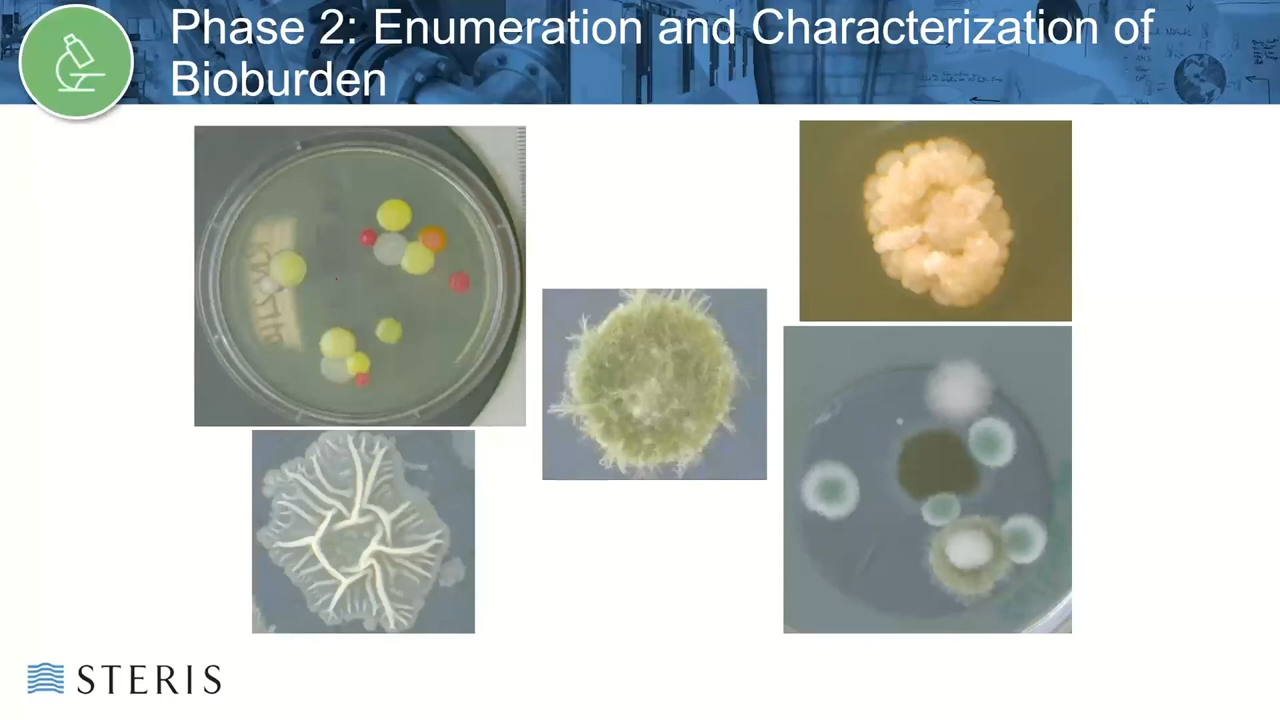 Phase 2: Enumeration and Characterization of
Bioburden
STERIS